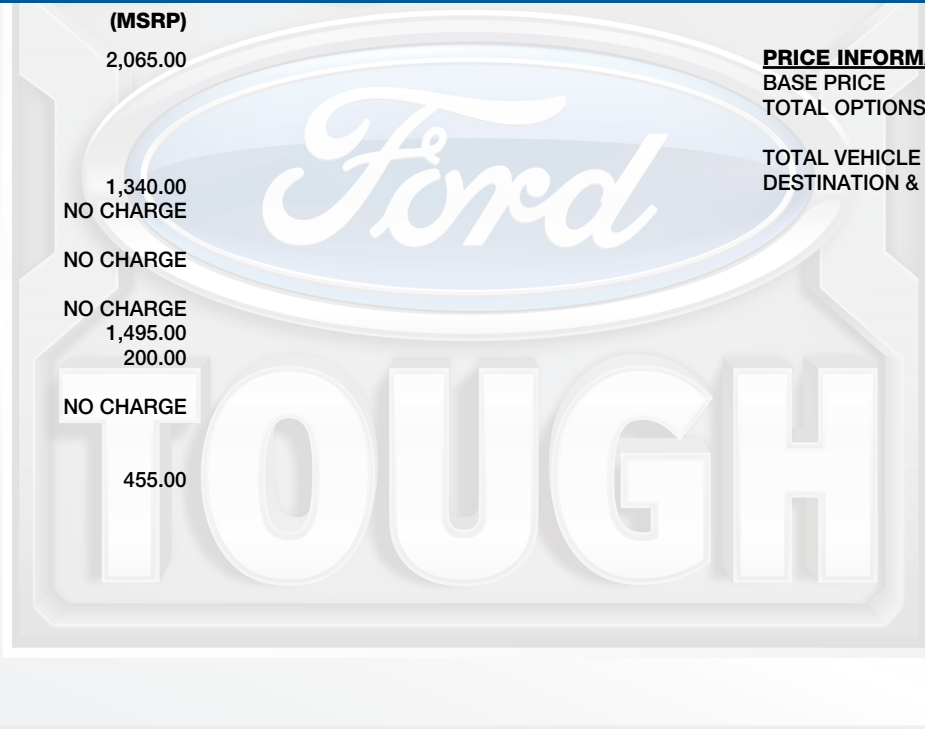 (MSRP)
2,065.00
1,340.00
NO CHARGE
NO CHARGE
NO CHARGE
1,495.00
200.00
NO CHARGE
455.00
PRICE INFORMA
BASE PRICE
TOTAL OPTIONS
TOTAL VEHICLE
DESTINATION &
Ford
TOUGH